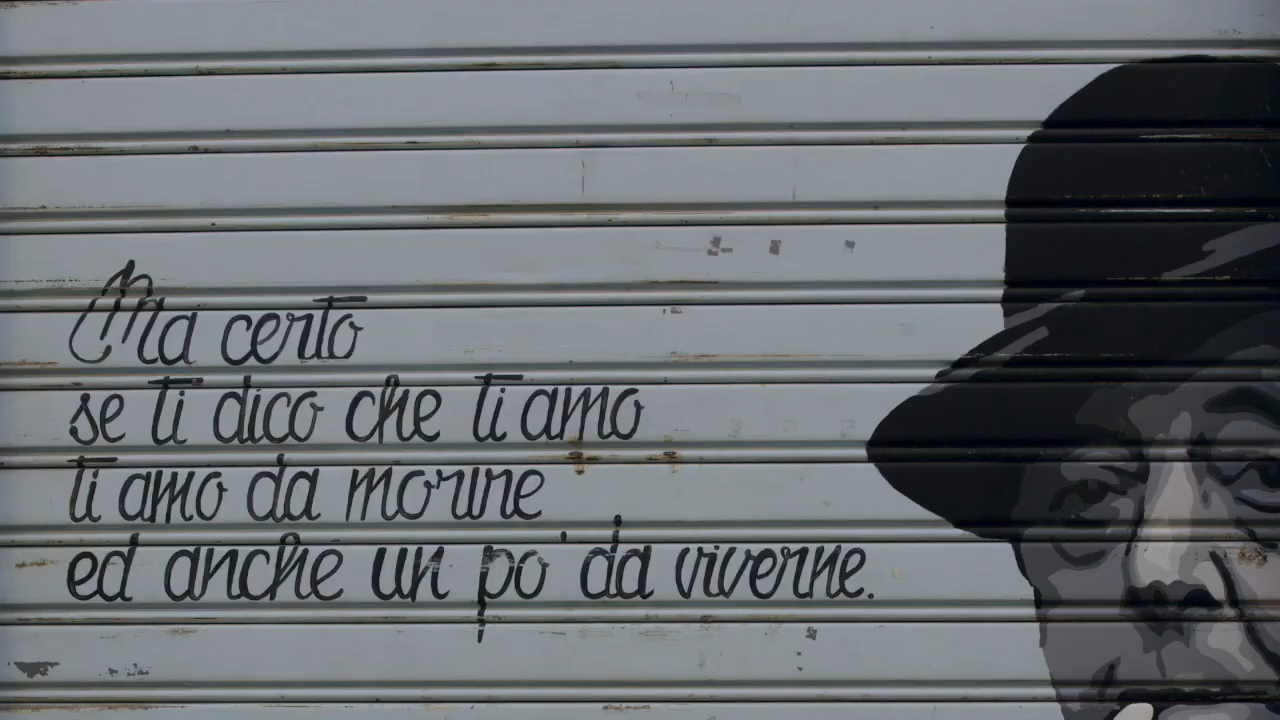 Ma certo
se ti dico che ti amo
ti amo da morire
ed anche un po' da viverne.